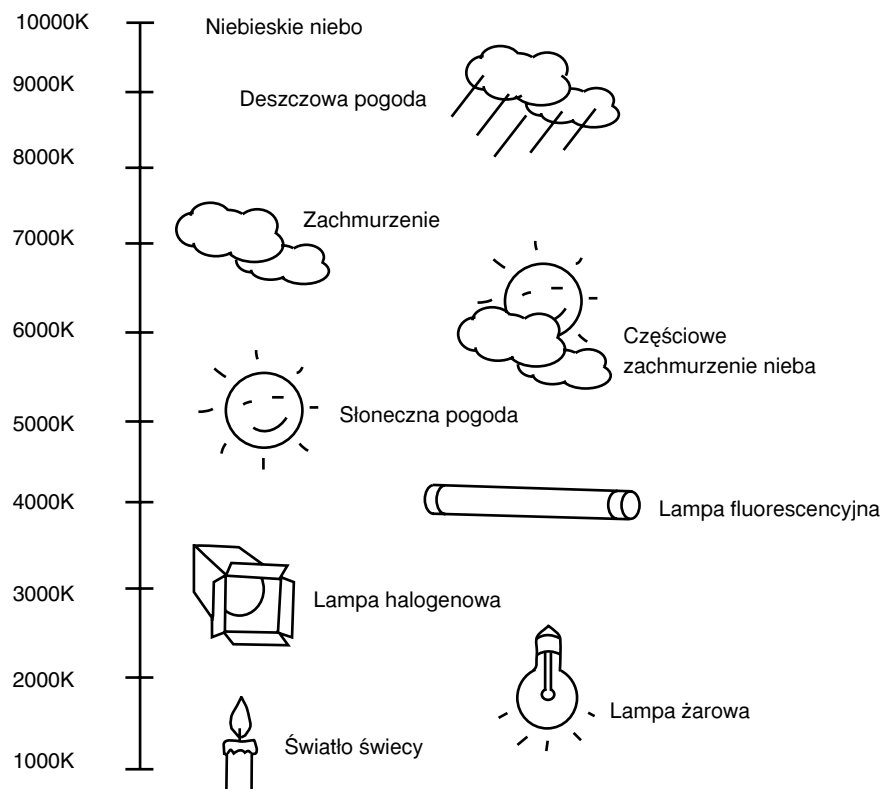 10000K
Niebieskie niebo
9000K
Deszczowa pogoda
8000K
Zachmurzenie
7000K
6000K
Częściowe
zachmurzenie nieba
Słoneczna pogoda
5000K
4000K
Lampa fluorescencyjna
3000K
Lampa halogenowa
2000K
Lampa żarowa
Światło świecy
1000K